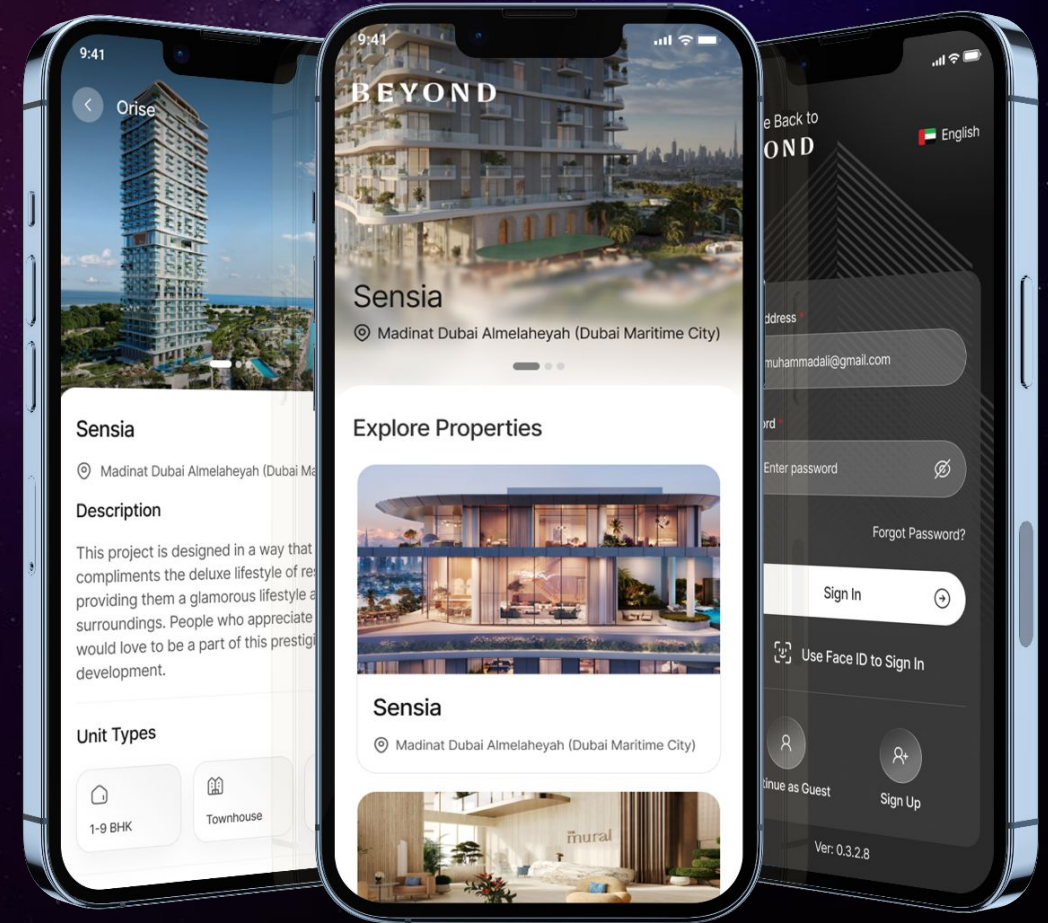 9:41
Orise
Sensia
Madinat Dubai Almelaheyah (Dubai Ma
Description
This project is designed in a way that
compliments the deluxe lifestyle of re
providing them a glamorous lifestyle a
surroundings. People who appreciate
would love to be a part of this prestigi
development.
Unit Types
1-9 BHK
Townhouse
9:41
BEYOND
Sensia
Madinat Dubai Almelaheyah (Dubai Maritime City)
Explore Properties
Sensia
Madinat Dubai Almelaheyah (Dubai Maritime City)
mural
e Back to
OND
English
ddress *
muhammadali@gmail.com
rd *
Enter password
Forgot Password?
Sign In
Use Face ID to Sign In
tinue as Guest
Sign Up
Ver: 0.3.2.8